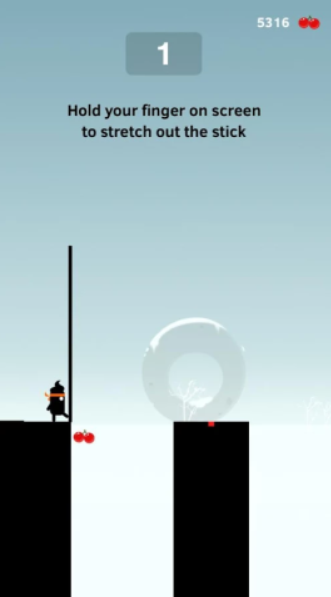 5316
1
Hold your finger on screen
to stretch out the stick